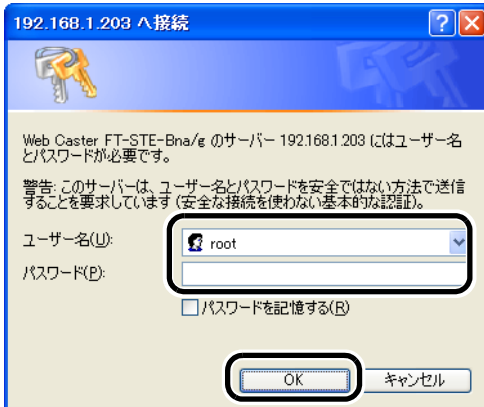 192.168.1.203 へ接続
Web Caster FT-STE-Bna/g のサーバー 192.168.1.203 にはユーザー名
とパスワードが必要です。
警告: このサーバーは、ユーザー名とパスワードを安全ではない方法で送信
することを要求しています (安全な接続を使わない基本的な認証)。
ユーザー名(U):
root
パスワード(P):
パスワードを記憶する(R)
OK
キャンセル